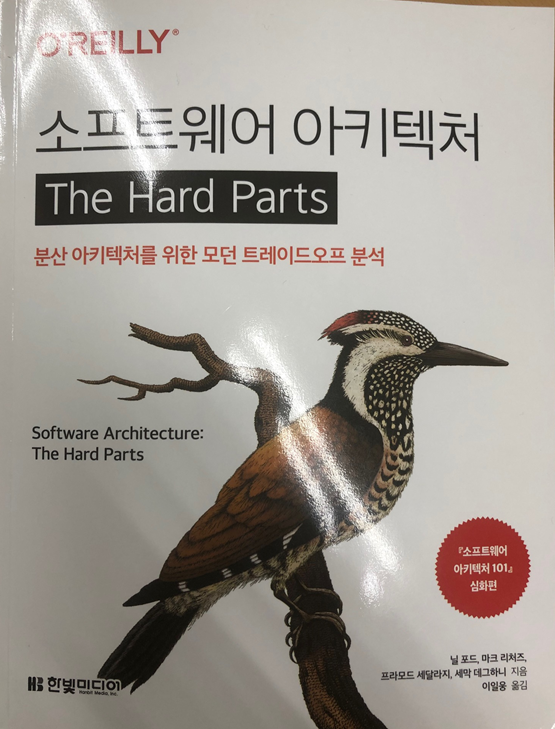 O'REILLY®
소프트웨어 아키텍처
The Hard Parts
분산 아키텍처를 위한 모던 트레이드오프 분석
Software Architecture:
The Hard Parts
『소프트웨어
아키텍처 101』
심화편
닐 포드, 마크 리처즈,
프라모드 세달라지, 세막 데그하니 지음
이일웅 옮김
HB 한빛미디어
Hanbit Media, Inc.